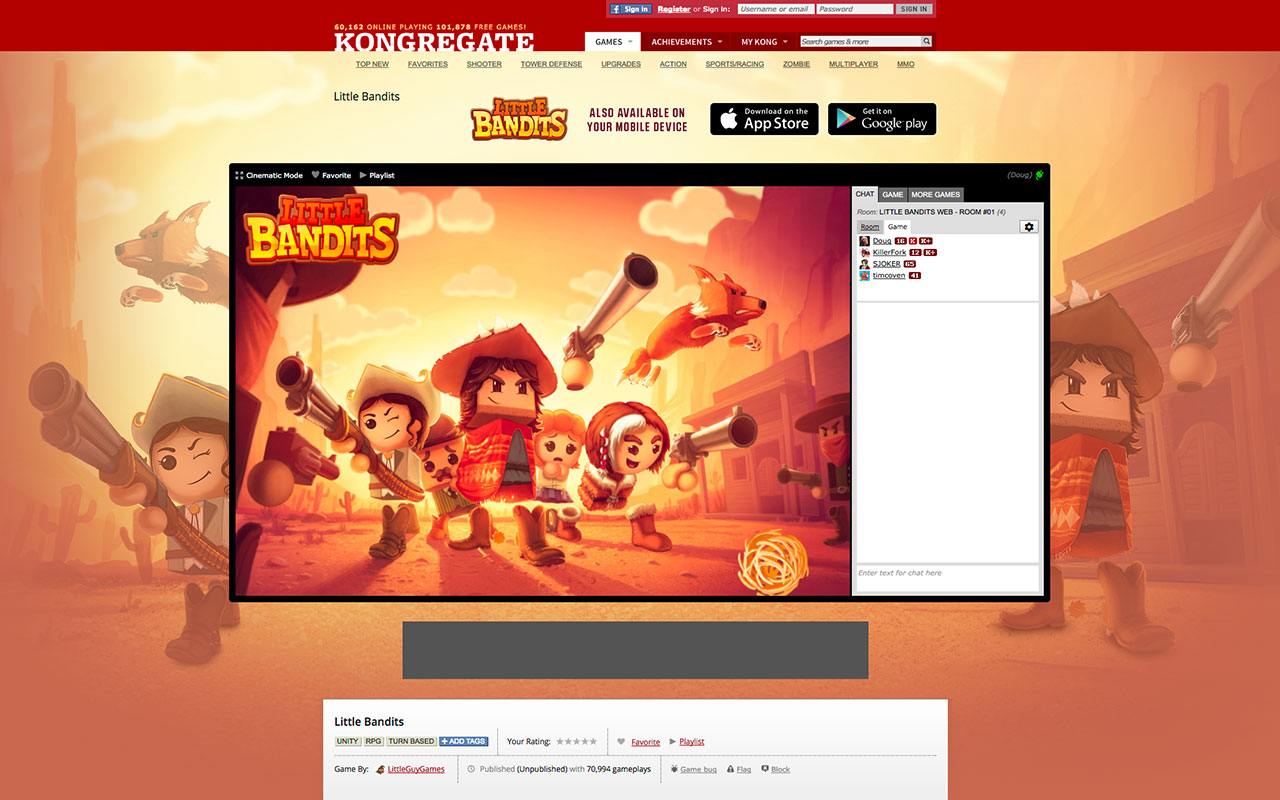 Sign in Register or Sign in: Username or email Password SIGN IN
60,162 ONLINE PLAYING 101,878 FREE GAMES!
KONGREGATE
GAMES ACHIEVEMENTS MY KONG Search games & more
TOP NEW FAVORITES SHOOTER TOWER DEFENSE UPGRADES ACTION SPORTS/RACING ZOMBIE MULTIPLAYER MMO
Little Bandits
LITTLE
BANDITS
ALSO AVAILABLE ON
YOUR MOBILE DEVICE
Download on the
App Store
Get it on
Google play
Cinematic Mode Favorite Playlist (Doug)
LITTLE
BANDITS
CHAT GAME MORE GAMES
Room: LITTLE BANDITS WEB - ROOM #01 (4)
Room Game
Doug 16 K K+
KillerFork 12 K+
SJOKER 65
timcoven 41
Enter text for chat here
Little Bandits
UNITY RPG TURN BASED + ADD TAGS Your Rating: Favorite Playlist
Game By: LittleGuyGames Published (Unpublished) with 70,994 gameplays Game bug Flag Block